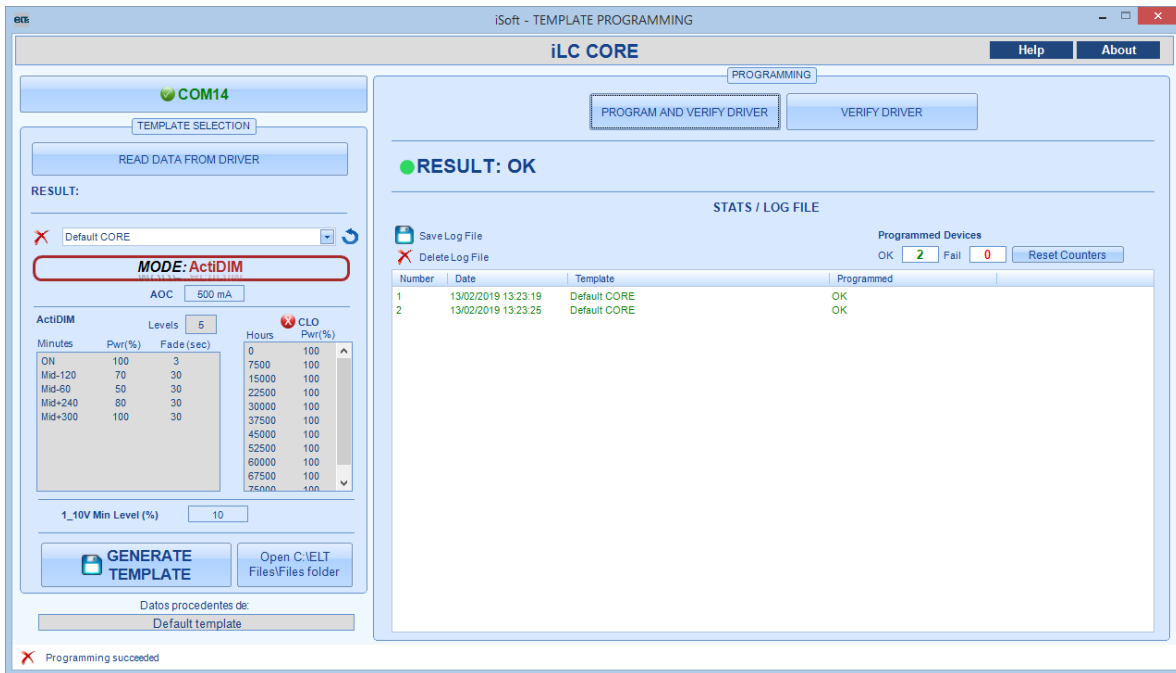 ELT
iSoft - TEMPLATE PROGRAMMING
iLC CORE
Help
About
COM14
TEMPLATE SELECTION
READ DATA FROM DRIVER
RESULT:
Default CORE
MODE: ActiDIM
AOC 500 mA
ActiDIM
Levels 5
Minutes Pwr(%) Fade (sec)
ON 100 3
Mid-120 70 30
Mid-60 50 30
Mid+240 80 30
Mid+300 100 30
CLO
Hours Pwr(%)
0 100
7500 100
15000 100
22500 100
30000 100
37500 100
45000 100
52500 100
60000 100
67500 100
75000 100
1_10V Min Level (%) 10
GENERATE
TEMPLATE
Open C:\ELT
Files\Files folder
Datos procedentes de:
Default template
PROGRAMMING
PROGRAM AND VERIFY DRIVER
VERIFY DRIVER
RESULT: OK
STATS / LOG FILE
Save Log File
Delete Log File
Programmed Devices
OK 2 Fail 0 Reset Counters
Number Date Template Programmed
1 13/02/2019 13:23:19 Default CORE OK
2 13/02/2019 13:23:25 Default CORE OK
Programming succeeded